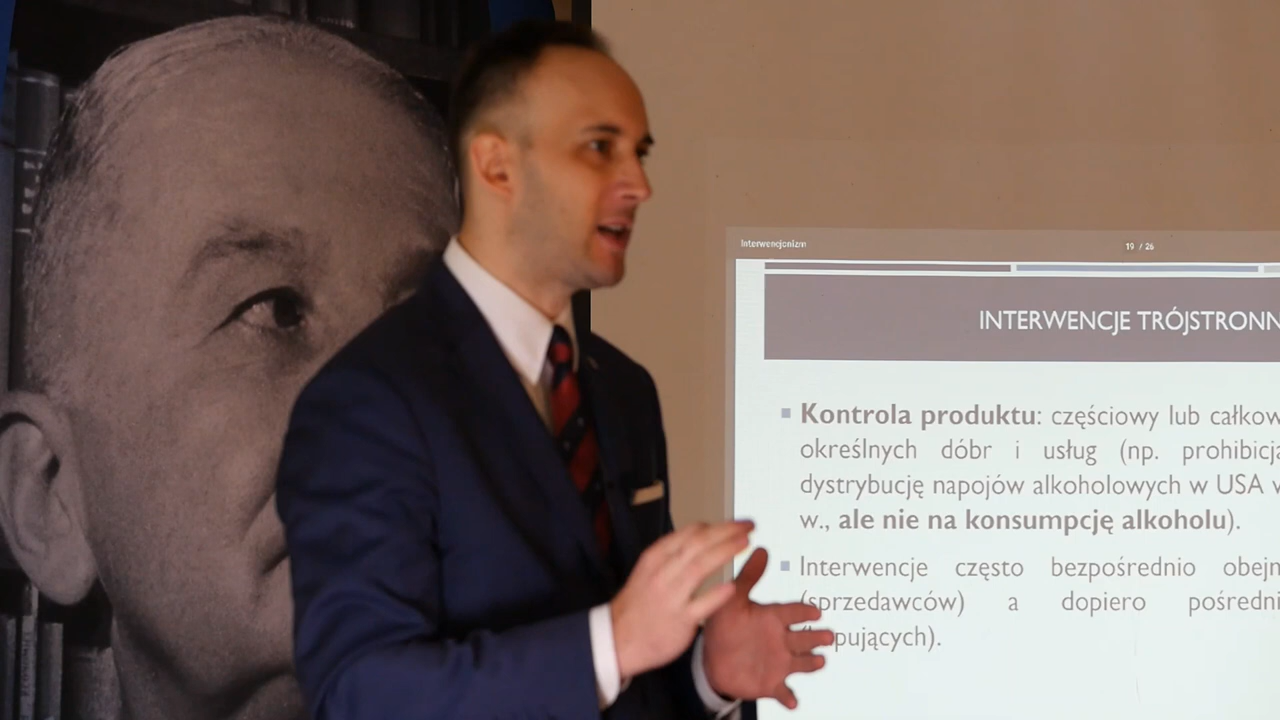 Interwencjonizm
19 / 26
INTERWENCJE TRÓJSTRONN
Kontrola produktu: częściowy lub całkow
określnych dóbr i usług (np. prohibicja
dystrybucję napojów alkoholowych w USA w
w., ale nie na konsumpcję alkoholu).
Interwencje często bezpośrednio obejm
(sprzedawców) a dopiero pośredni
pujących).